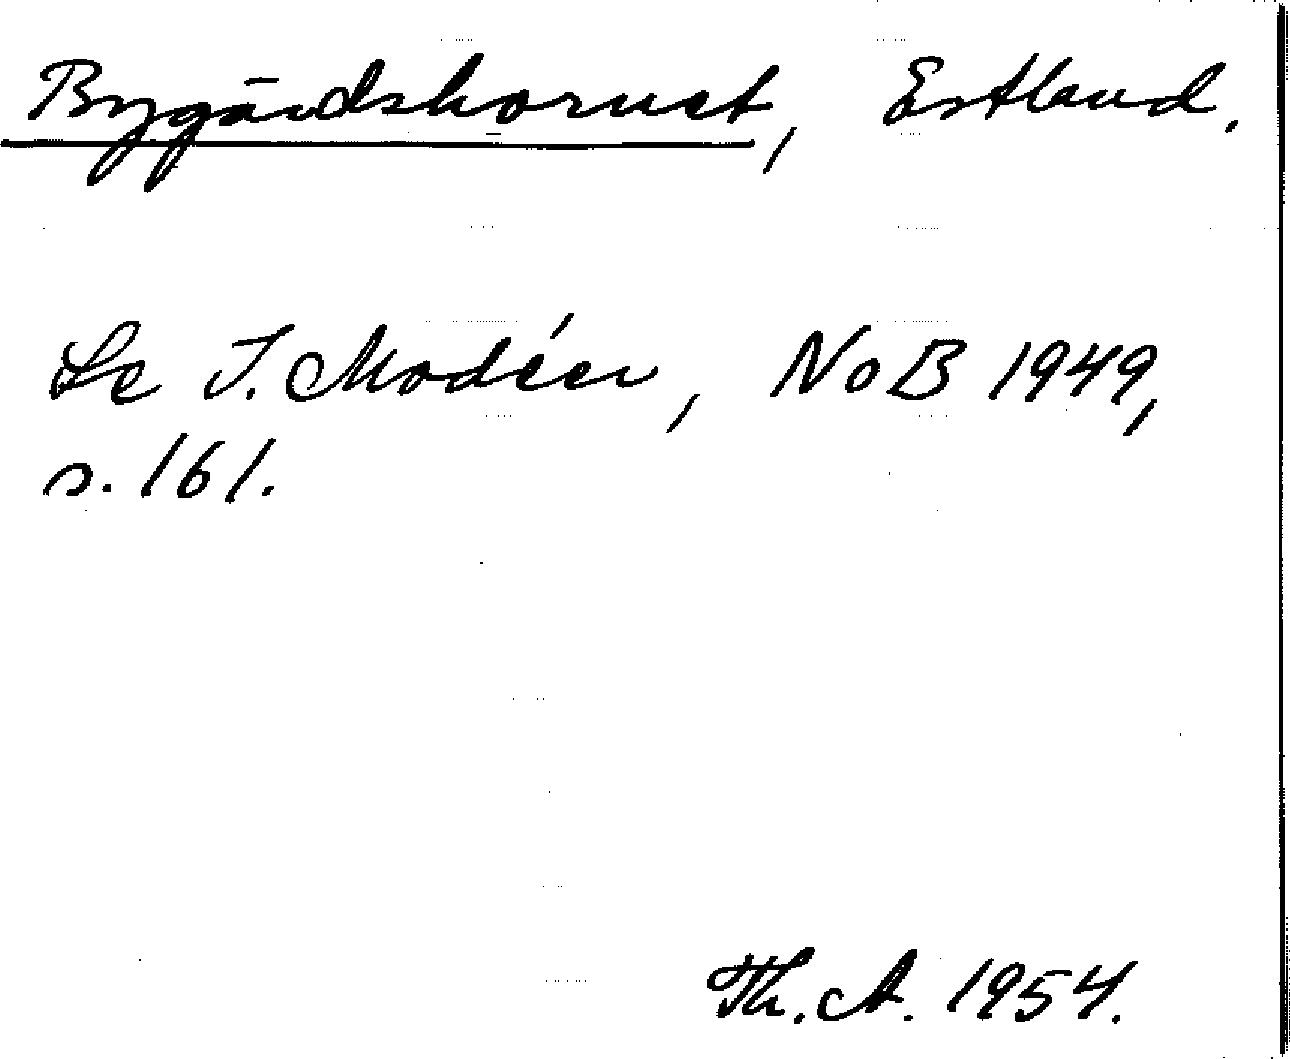 Bygårdshornet, Estland.
Se I. Modéer, NoB 1949,
s. 161.
Th. A. 1954.